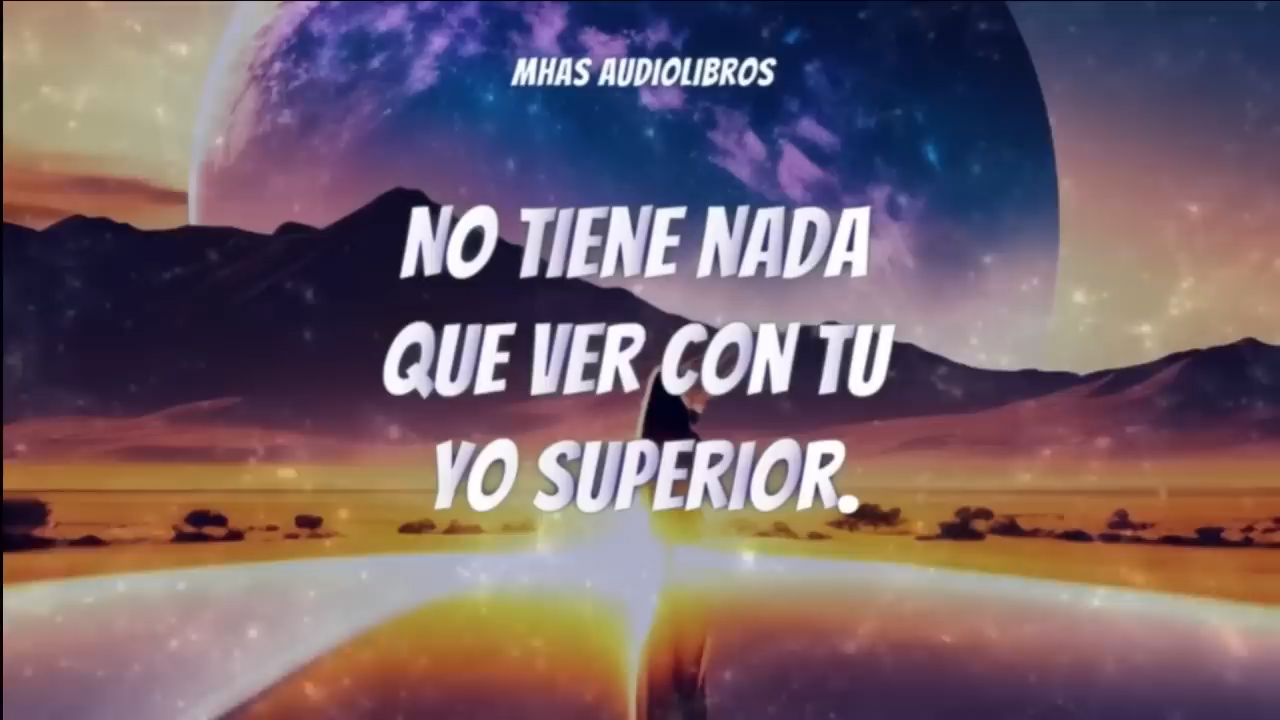 MHAS AUDIOLIBROS
NO TIENE NADA
QUE VER CON TU
YO SUPERIOR.